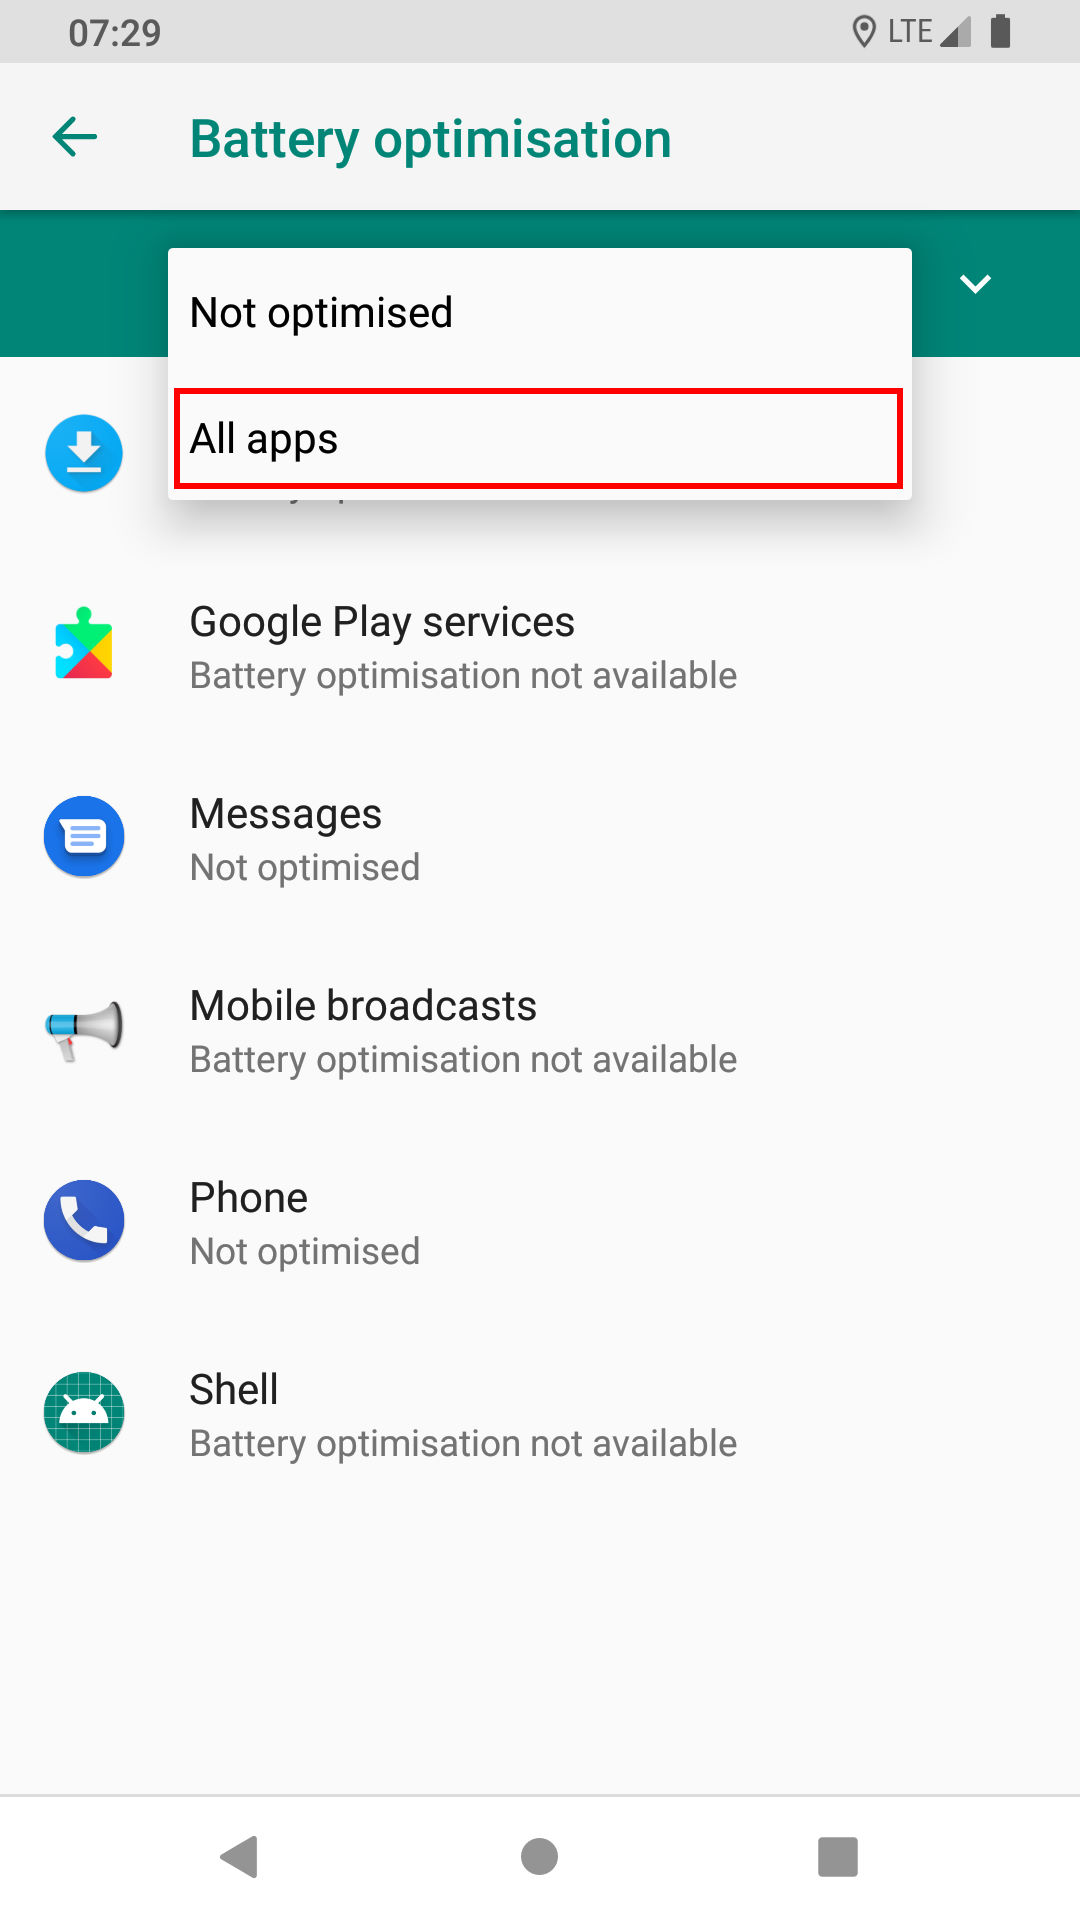 07:29
LTE
Battery optimisation
Not optimised
All apps
Google Play services
Battery optimisation not available
Messages
Not optimised
Mobile broadcasts
Battery optimisation not available
Phone
Not optimised
Shell
Battery optimisation not available